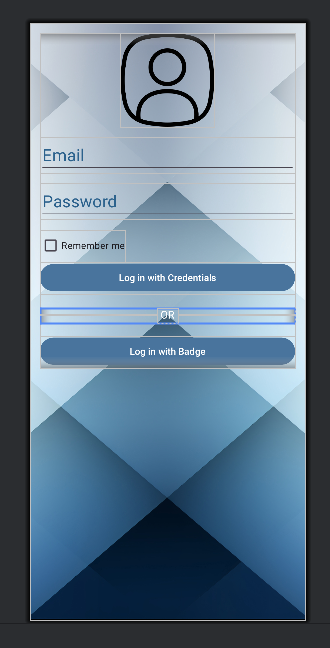 Email
Password
Remember me
Log in with Credentials
OR
Log in with Badge